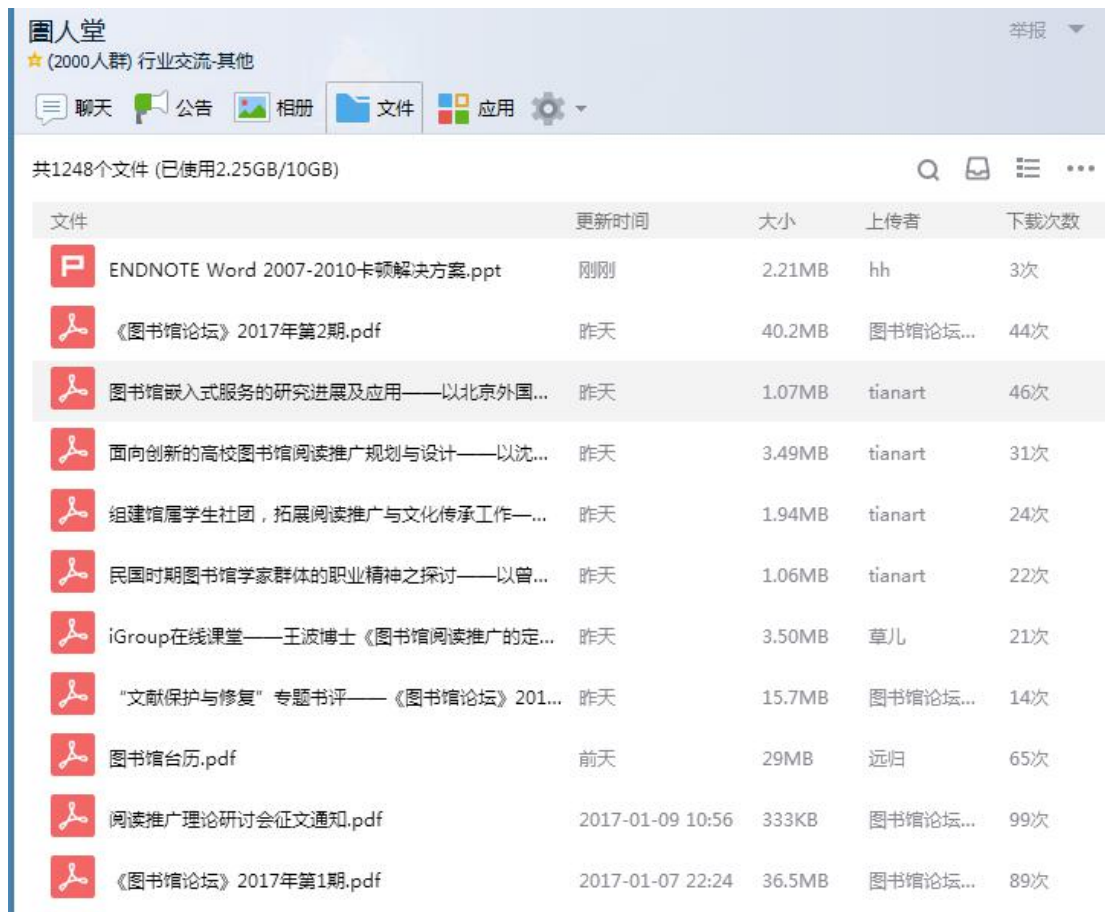 圕人堂 举报
(2000人群) 行业交流-其他
聊天 公告 相册 文件 应用
共1248个文件 (已使用2.25GB/10GB)
文件 更新时间 大小 上传者 下载次数
ENDNOTE Word 2007-2010卡顿解决方案.ppt 刚刚 2.21MB hh 3次
《图书馆论坛》2017年第2期.pdf 昨天 40.2MB 图书馆论坛... 44次
图书馆嵌入式服务的研究进展及应用——以北京外国... 昨天 1.07MB tianart 46次
面向创新的高校图书馆阅读推广规划与设计——以沈... 昨天 3.49MB tianart 31次
组建馆属学生社团，拓展阅读推广与文化传承工作—... 昨天 1.94MB tianart 24次
民国时期图书馆学家群体的职业精神之探讨——以曾... 昨天 1.06MB tianart 22次
iGroup在线课堂——王波博士《图书馆阅读推广的定... 昨天 3.50MB 草儿 21次
“文献保护与修复”专题书评——《图书馆论坛》201... 昨天 15.7MB 图书馆论坛... 14次
图书馆台历.pdf 前天 29MB 远归 65次
阅读推广理论研讨会征文通知.pdf 2017-01-09 10:56 333KB 图书馆论坛... 99次
《图书馆论坛》2017年第1期.pdf 2017-01-07 22:24 36.5MB 图书馆论坛... 89次